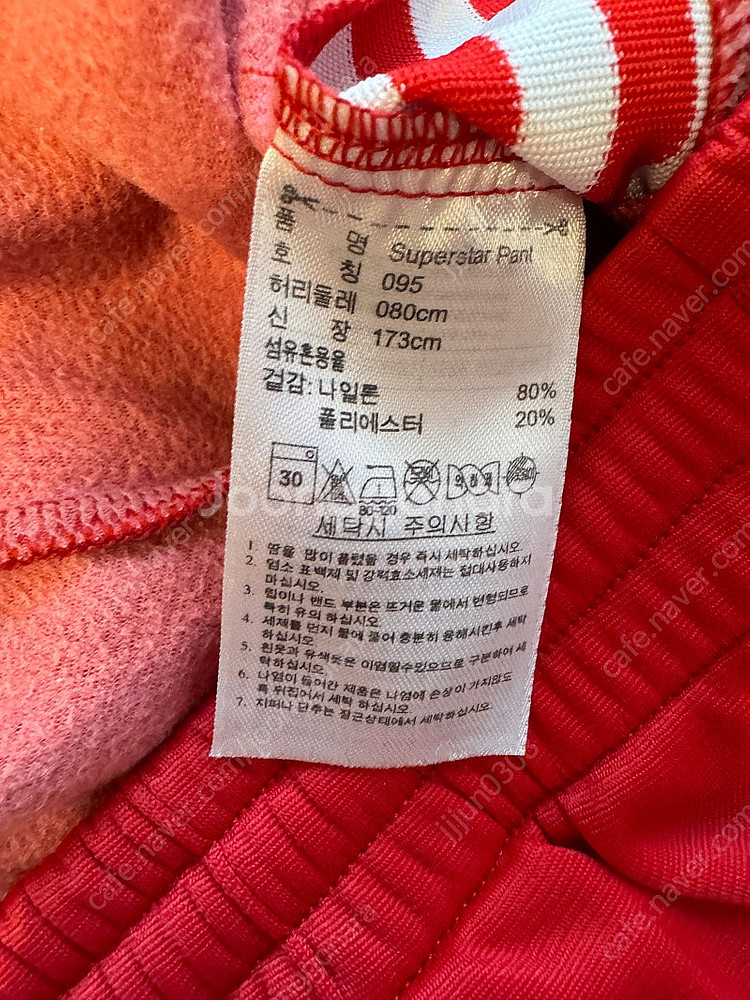 품 명 Superstar Pant
호 칭 095
허리둘레 080cm
신 장 173cm
섬유혼용율
겉감: 나일론 80%
폴리에스터 20%
30
80-120
세탁시 주의사항
1. 땀을 많이 흘렸을 경우 즉시 세탁하십시오.
2. 염소 표백제 및 강력효소세제는 절대사용하지
마십시오.
3. 립이나 밴드 부분은 뜨거운 물에서 변형되므로
특히 유의 하십시오.
4. 세제를 먼저 물에 풀어 충분히 용해시킨후 세탁
하십시오.
5. 흰옷과 유색옷은 이염될수있으므로 구분하여 세
탁하십시오.
6. 나염이 들어간 제품은 나염에 손상이 가지않도
록 뒤집어서 세탁 하십시오.
7. 지퍼나 단추는 잠근상태에서 세탁하십시오.
cafe.naver.com